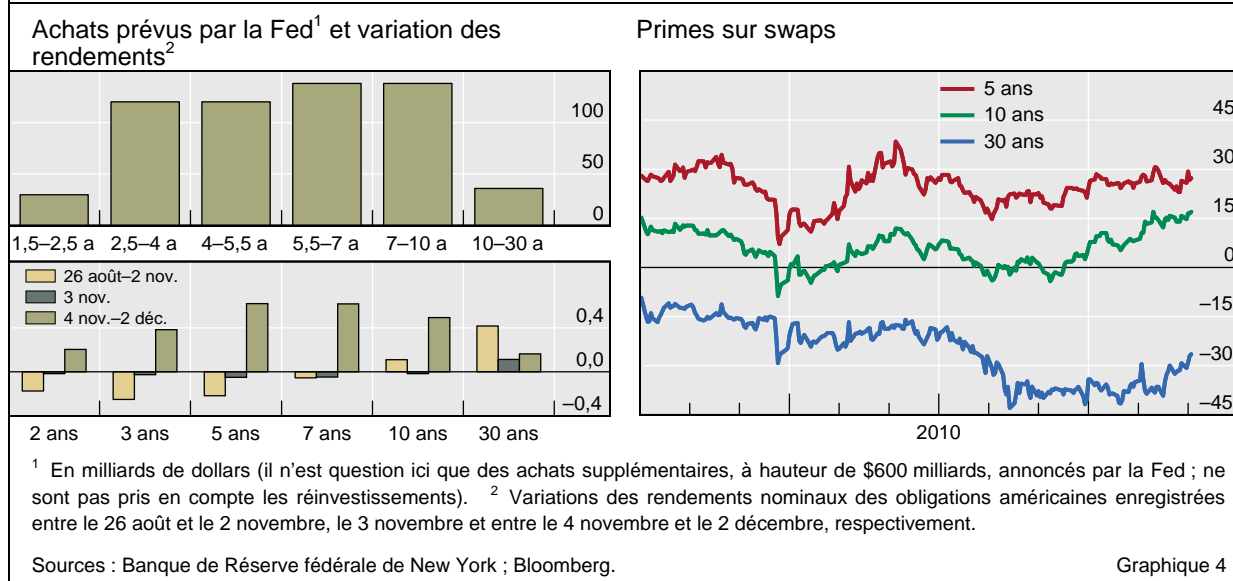 Achats prévus par la Fed¹ et variation des
rendements²
100
50
0
1,5–2,5 a 2,5–4 a 4–5,5 a 5,5–7 a 7–10 a 10–30 a
26 août–2 nov.
3 nov.
4 nov.–2 déc.
0,4
0,0
–0,4
2 ans 3 ans 5 ans 7 ans 10 ans 30 ans
Primes sur swaps
5 ans
10 ans
30 ans
45
30
15
0
–15
–30
–45
2010
¹ En milliards de dollars (il n’est question ici que des achats supplémentaires, à hauteur de $600 milliards, annoncés par la Fed ; ne
sont pas pris en compte les réinvestissements). ² Variations des rendements nominaux des obligations américaines enregistrées
entre le 26 août et le 2 novembre, le 3 novembre et entre le 4 novembre et le 2 décembre, respectivement.
Sources : Banque de Réserve fédérale de New York ; Bloomberg. Graphique 4